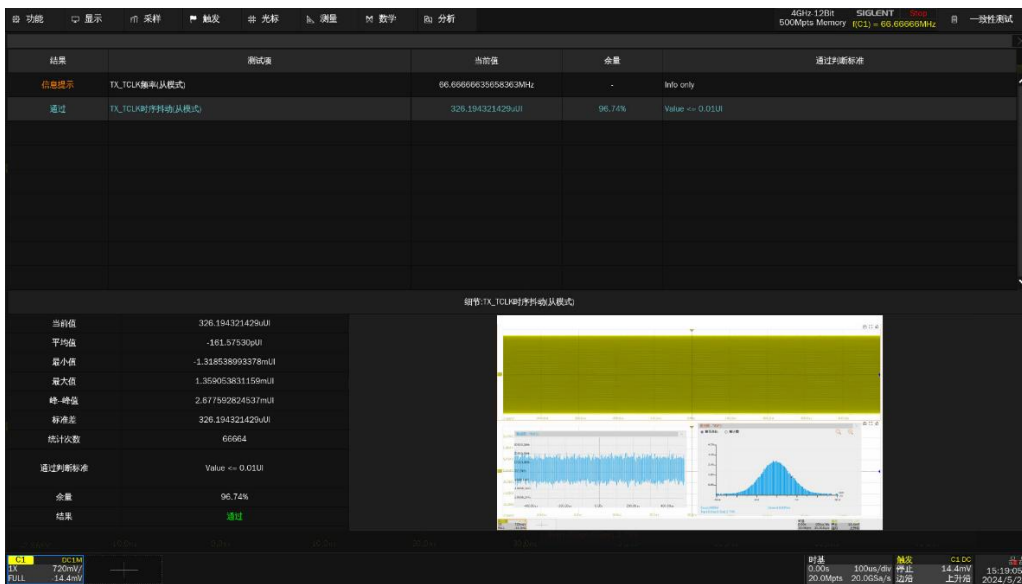 功能 显示 采样 触发 光标 测量 数学 分析 4GHz 12Bit SIGLENT Stop 一致性测试
500Mpts Memory f(C1) = 66.66666MHz
结果 测试项 当前值 余量 通过判断标准
信息提示 TX_TCLK频率(从模式) 66.66666635658363MHz - Info only
通过 TX_TCLK时序抖动(从模式) 326.194321429uUI 96.74% Value <= 0.01UI
细节:TX_TCLK时序抖动(从模式)
当前值 326.194321429uUI
平均值 -161.57530pUI
最小值 -1.318538993378mUI
最大值 1.359053831159mUI
峰--峰值 2.677592824537mUI
标准差 326.194321429uUI
统计次数 66664
通过判断标准 Value <= 0.01UI
余量 96.74%
结果 通过
C1 DC1M 时基 触发 C1 DC
1X 720mV/ 0.00s 100us/div 停止 14.4mV 15:19:05
FULL -14.4mV 20.0Mpts 20.0GSa/s 边沿 上升沿